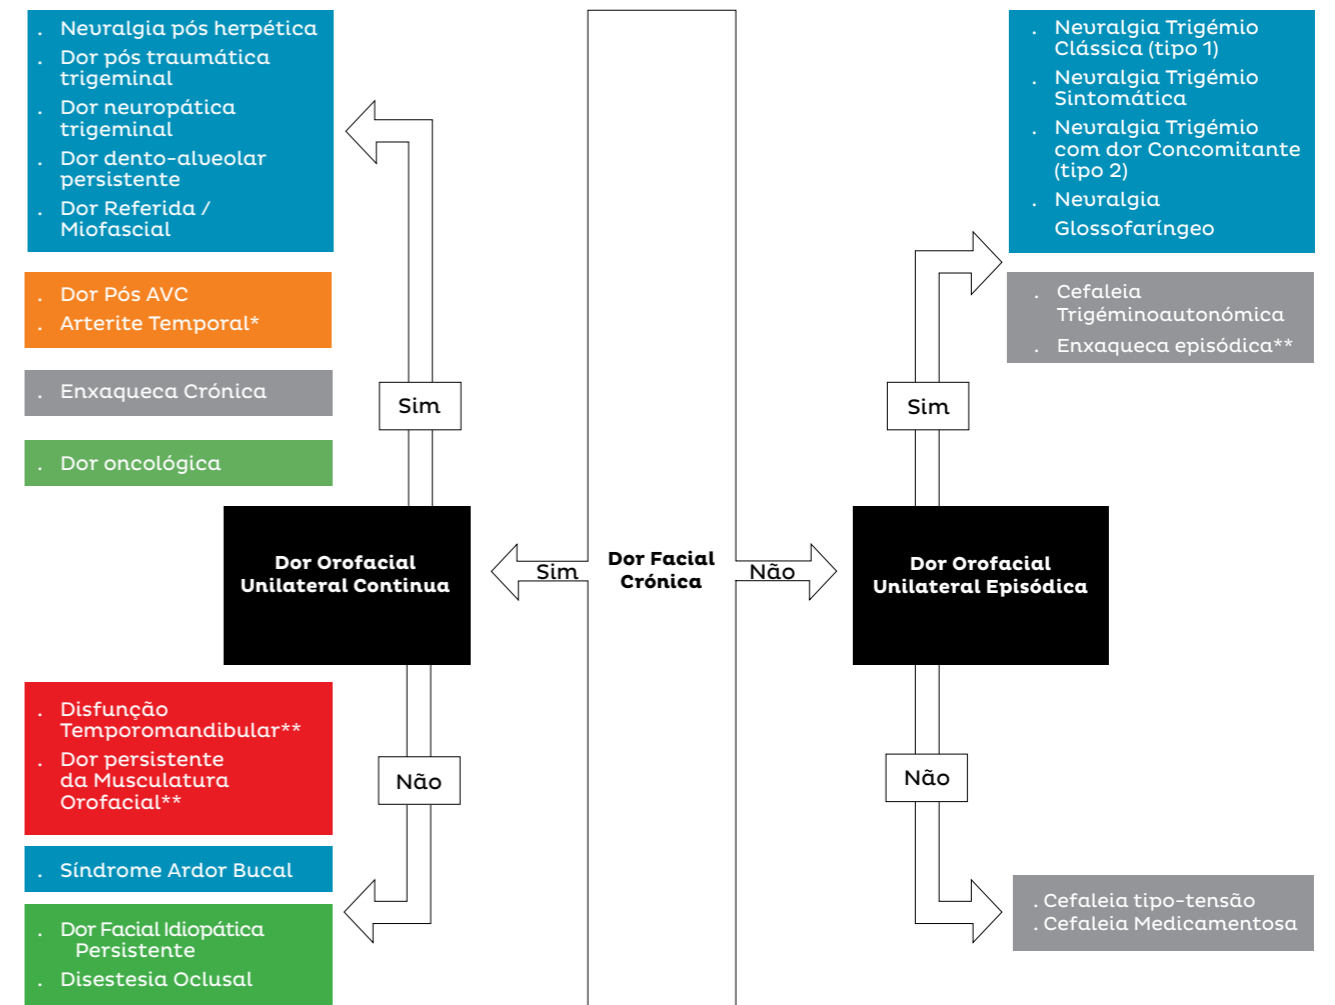 . Neuralgia pós herpética
. Dor pós traumática
trigeminal
. Dor neuropática
trigeminal
. Dor dento-alveolar
persistente
. Dor Referida /
Miofascial
. Dor Pós AVC
. Arterite Temporal*
. Enxaqueca Crónica
. Dor oncológica
Sim
Dor Orofacial
Unilateral Continua
Não
. Disfunção
Temporomandibular**
. Dor persistente
da Musculatura
Orofacial**
. Síndrome Ardor Bucal
. Dor Facial Idiopática
Persistente
. Disestesia Oclusal
Sim
Dor Facial
Crónica
Não
. Neuralgia Trigémio
Clássica (tipo 1)
. Neuralgia Trigémio
Sintomática
. Neuralgia Trigémio
com dor Concomitante
(tipo 2)
. Neuralgia
Glossofaríngeo
. Cefaleia
Trigéminoautonómica
. Enxaqueca episódica**
Sim
Dor Orofacial
Unilateral Episódica
Não
. Cefaleia tipo-tensão
. Cefaleia Medicamentosa